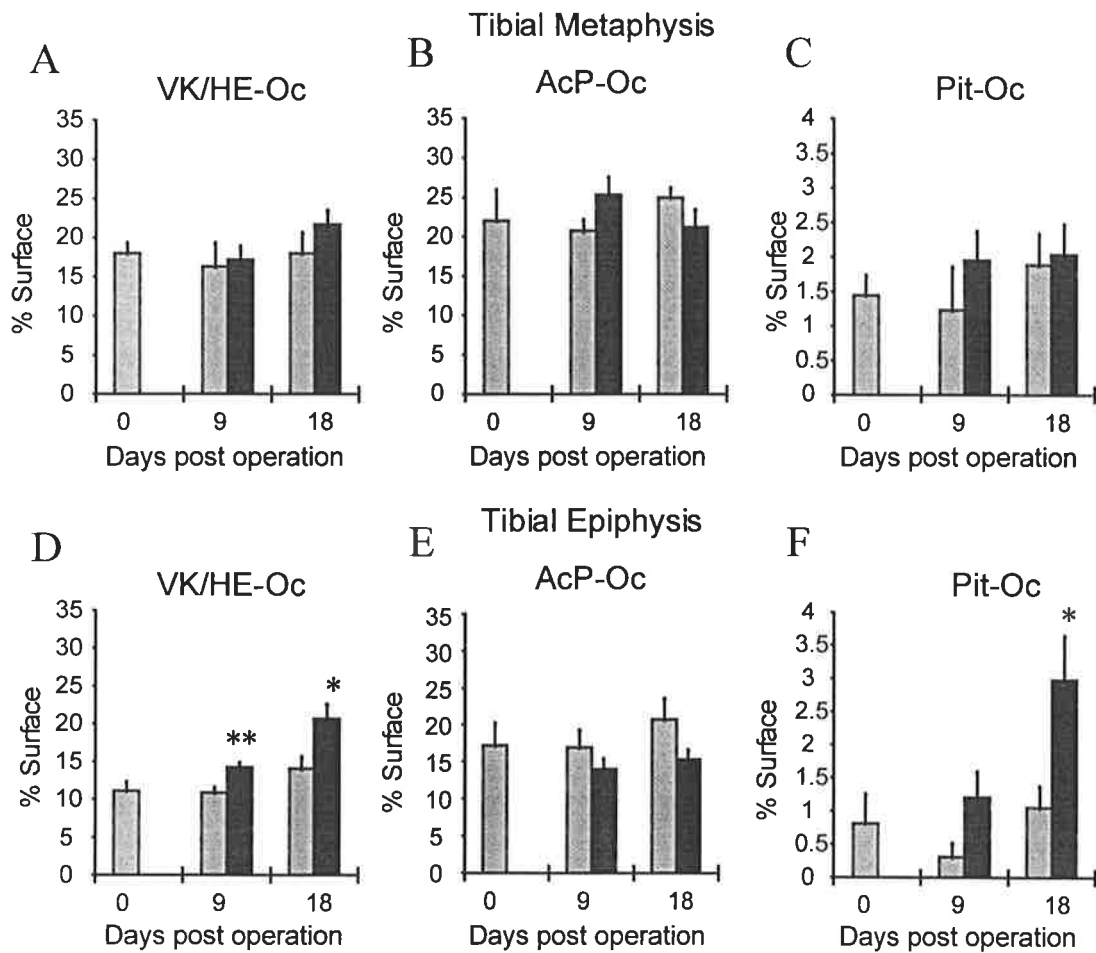 Tibial Metaphysis
A
VK/HE-Oc
% Surface
35
30
25
20
15
10
5
0
0 9 18
Days post operation
B
AcP-Oc
% Surface
35
30
25
20
15
10
5
0
0 9 18
Days post operation
C
Pit-Oc
% Surface
4
3.5
3
2.5
2
1.5
1
0.5
0
0 9 18
Days post operation
Tibial Epiphysis
D
VK/HE-Oc
% Surface
35
30
25
20
15
10
5
0
**
*
0 9 18
Days post operation
E
AcP-Oc
% Surface
35
30
25
20
15
10
5
0
0 9 18
Days post operation
F
Pit-Oc
% Surface
4
3.5
3
2.5
2
1.5
1
0.5
0
*
0 9 18
Days post operation